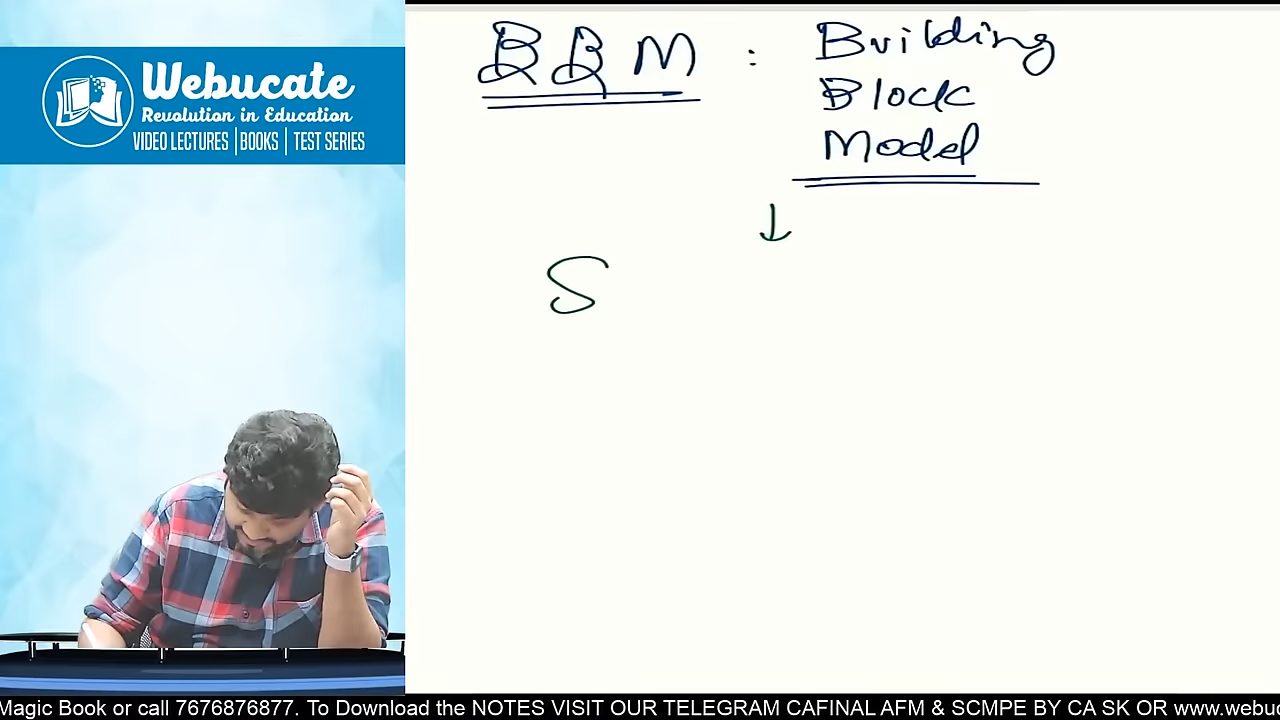 Webucate
Revolution in Education
VIDEO LECTURES | BOOKS | TEST SERIES
BBM : Building
Block
Model
↓
S
Magic Book or call 7676876877. To Download the NOTES VISIT OUR TELEGRAM CAFINAL AFM & SCMPE BY CA SK OR www.webuc